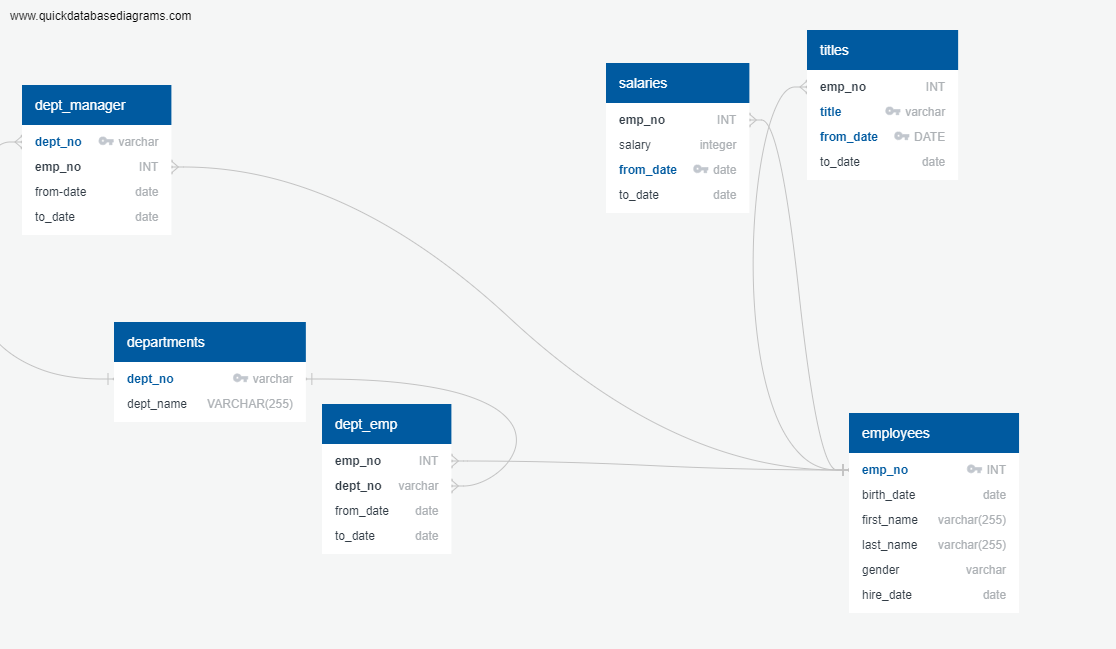 www.quickdatabasediagrams.com
titles
emp_no INT
title varchar
from_date DATE
to_date date
salaries
emp_no INT
salary integer
from_date date
to_date date
dept_manager
dept_no varchar
emp_no INT
from-date date
to_date date
departments
dept_no varchar
dept_name VARCHAR(255)
dept_emp
emp_no INT
dept_no varchar
from_date date
to_date date
employees
emp_no INT
birth_date date
first_name varchar(255)
last_name varchar(255)
gender varchar
hire_date date